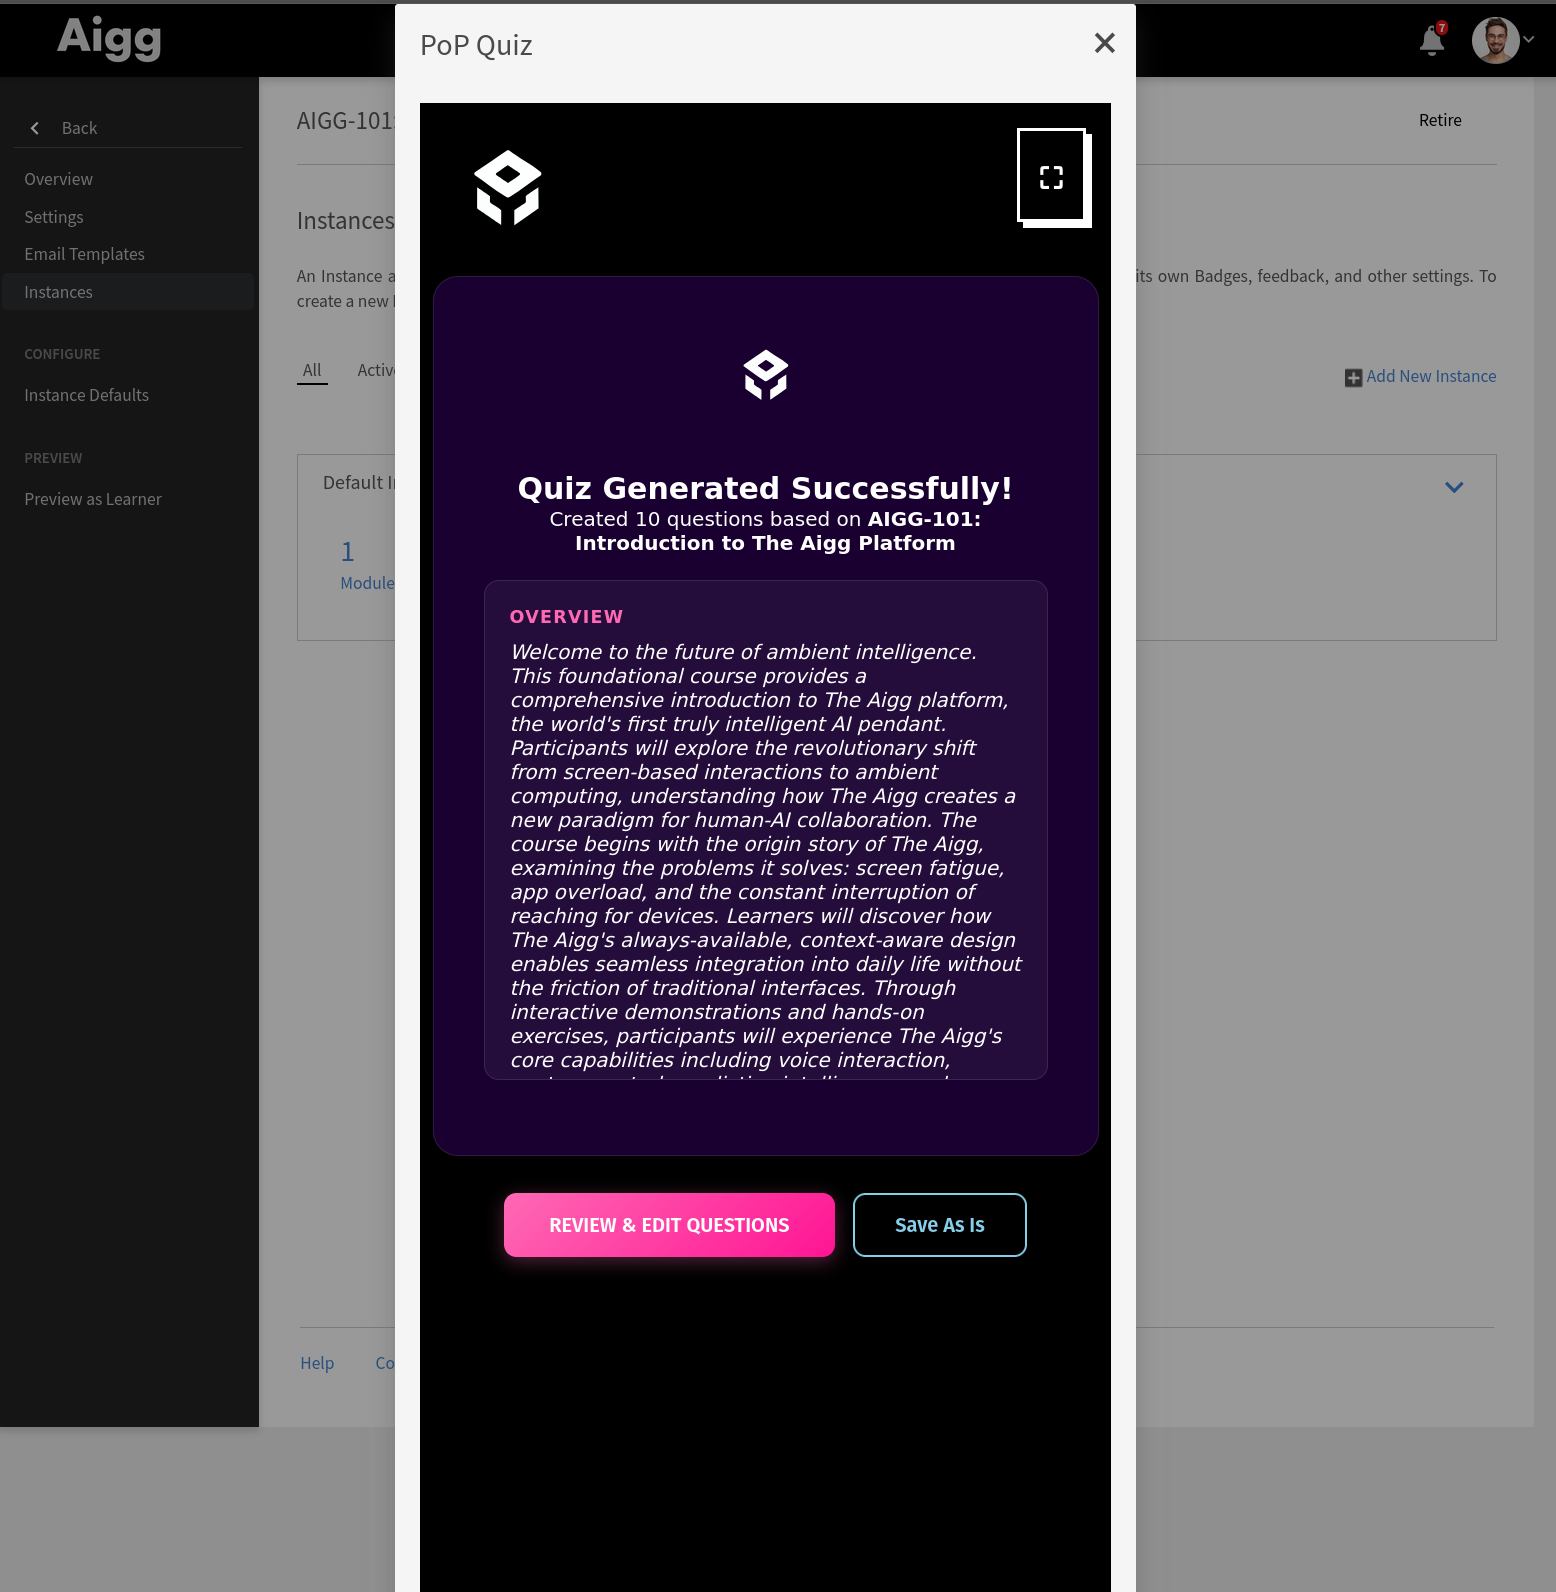 Aigg
7
Back
Overview
Settings
Email Templates
Instances
CONFIGURE
Instance Defaults
PREVIEW
Preview as Learner
AIGG-101:
Retire
Instances
An Instance a
its own Badges, feedback, and other settings. To
create a new
All
Active
Add New Instance
Default
1
Module
Help
PoP Quiz
Quiz Generated Successfully!
Created 10 questions based on AIGG-101:
Introduction to The Aigg Platform
OVERVIEW
Welcome to the future of ambient intelligence.
This foundational course provides a
comprehensive introduction to The Aigg platform,
the world's first truly intelligent AI pendant.
Participants will explore the revolutionary shift
from screen-based interactions to ambient
computing, understanding how The Aigg creates a
new paradigm for human-AI collaboration. The
course begins with the origin story of The Aigg,
examining the problems it solves: screen fatigue,
app overload, and the constant interruption of
reaching for devices. Learners will discover how
The Aigg's always-available, context-aware design
enables seamless integration into daily life without
the friction of traditional interfaces. Through
interactive demonstrations and hands-on
exercises, participants will experience The Aigg's
core capabilities including voice interaction,
REVIEW & EDIT QUESTIONS
Save As Is